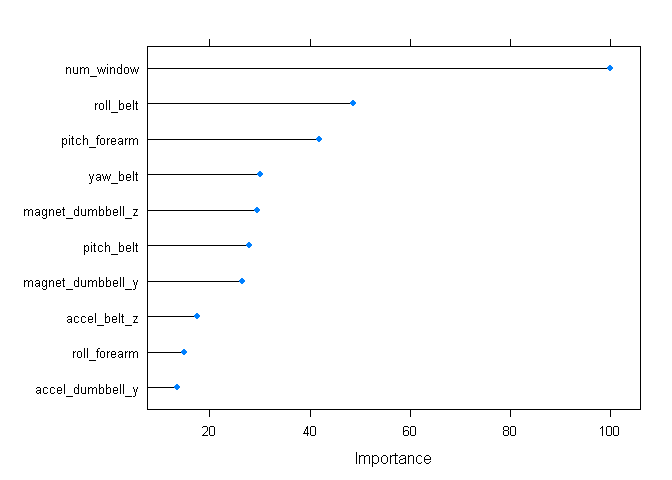 num_window
roll_belt
pitch_forearm
yaw_belt
magnet_dumbbell_z
pitch_belt
magnet_dumbbell_y
accel_belt_z
roll_forearm
accel_dumbbell_y
20 40 60 80 100
Importance